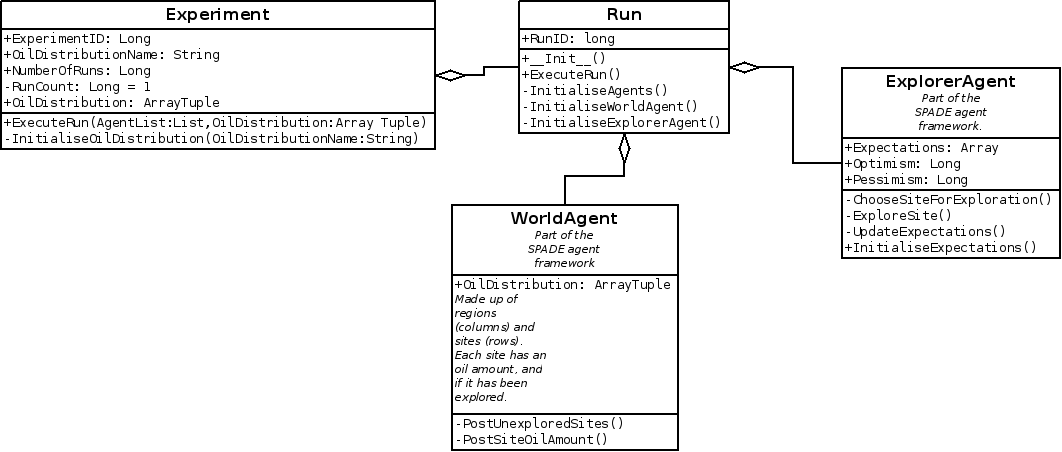 Experiment
+ExperimentID: Long
+OilDistributionName: String
+NumberOfRuns: Long
-RunCount: Long = 1
+OilDistribution: ArrayTuple
+ExecuteRun(AgentList:List,OilDistribution:Array Tuple)
-InitialiseOilDistribution(OilDistributionName:String)
Run
+RunID: long
+__Init__()
+ExecuteRun()
-InitialiseAgents()
-InitialiseWorldAgent()
-InitialiseExplorerAgent()
ExplorerAgent
Part of the
SPADE agent
framework.
+Expectations: Array
+Optimism: Long
+Pessimism: Long
-ChooseSiteForExploration()
-ExploreSite()
-UpdateExpectations()
+InitialiseExpectations()
WorldAgent
Part of the
SPADE agent
framework
+OilDistribution: ArrayTuple
Made up of
regions
(columns) and
sites (rows).
Each site has an
oil amount, and
if it has been
explored.
-PostUnexploredSites()
-PostSiteOilAmount()